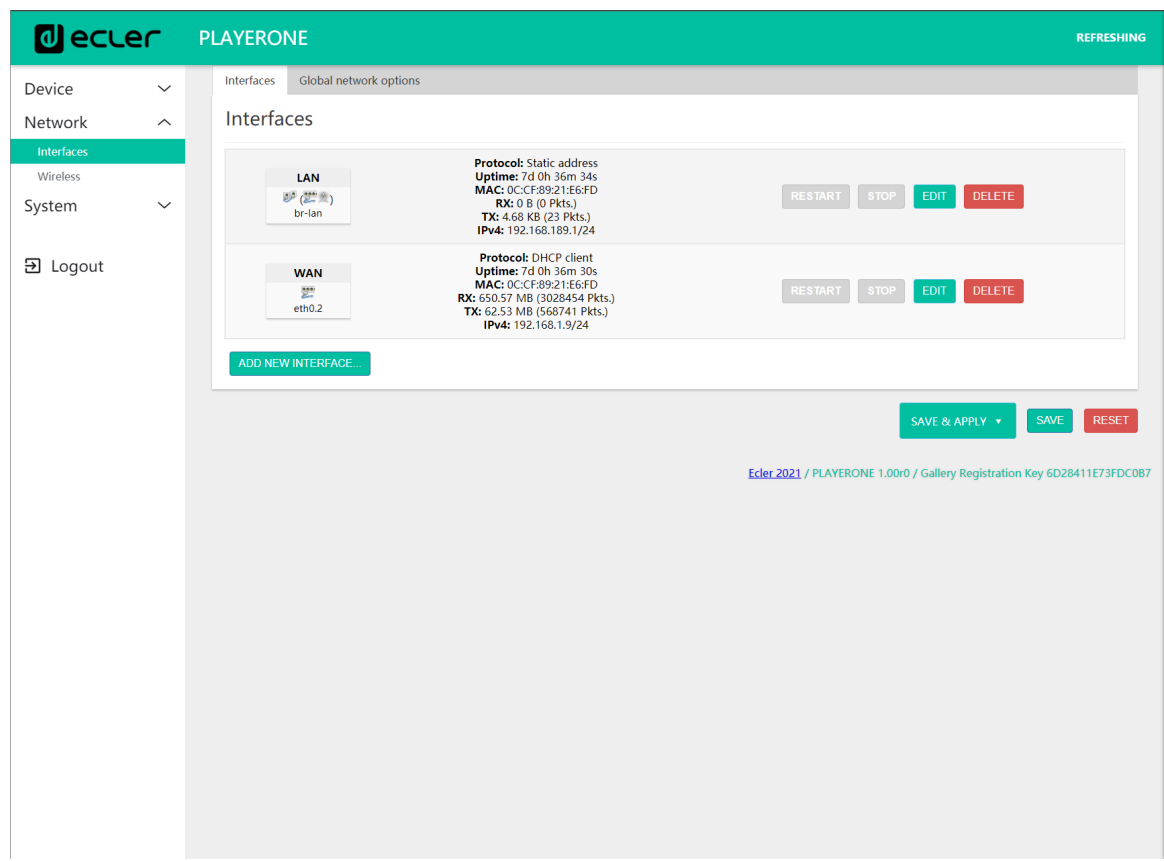 ecler
PLAYERONE
REFRESHING
Device
Network
Interfaces
Wireless
System
Logout
Interfaces
Global network options
Interfaces
LAN
( )
br-lan
Protocol: Static address
Uptime: 7d 0h 36m 34s
MAC: 0C:CF:89:21:E6:FD
RX: 0 B (0 Pkts.)
TX: 4.68 KB (23 Pkts.)
IPv4: 192.168.189.1/24
RESTART
STOP
EDIT
DELETE
WAN
eth0.2
Protocol: DHCP client
Uptime: 7d 0h 36m 30s
MAC: 0C:CF:89:21:E6:FD
RX: 650.57 MB (3028454 Pkts.)
TX: 62.53 MB (568741 Pkts.)
IPv4: 192.168.1.9/24
RESTART
STOP
EDIT
DELETE
ADD NEW INTERFACE...
SAVE & APPLY
SAVE
RESET
Ecler 2021 / PLAYERONE 1.00r0 / Gallery Registration Key 6D28411E73FDC0B7